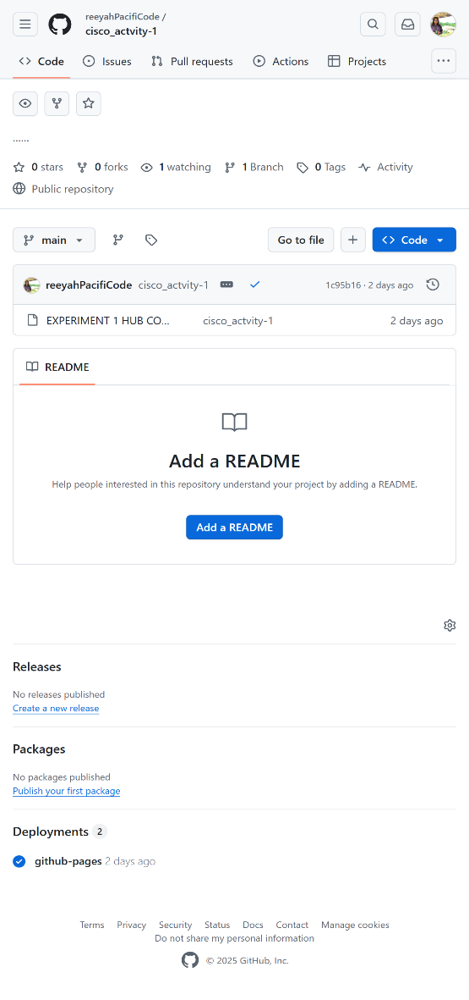 reeyahPacifiCode /
cisco_actvity-1
Code Issues Pull requests Actions Projects
......
0 stars 0 forks 1 watching 1 Branch 0 Tags Activity
Public repository
main Go to file Code
reeyahPacifiCode cisco_actvity-1 1c95b16 · 2 days ago
EXPERIMENT 1 HUB CO... cisco_actvity-1 2 days ago
README
Add a README
Help people interested in this repository understand your project by adding a README.
Add a README
Releases
No releases published
Create a new release
Packages
No packages published
Publish your first package
Deployments 2
github-pages 2 days ago
Terms Privacy Security Status Docs Contact Manage cookies
Do not share my personal information
© 2025 GitHub, Inc.